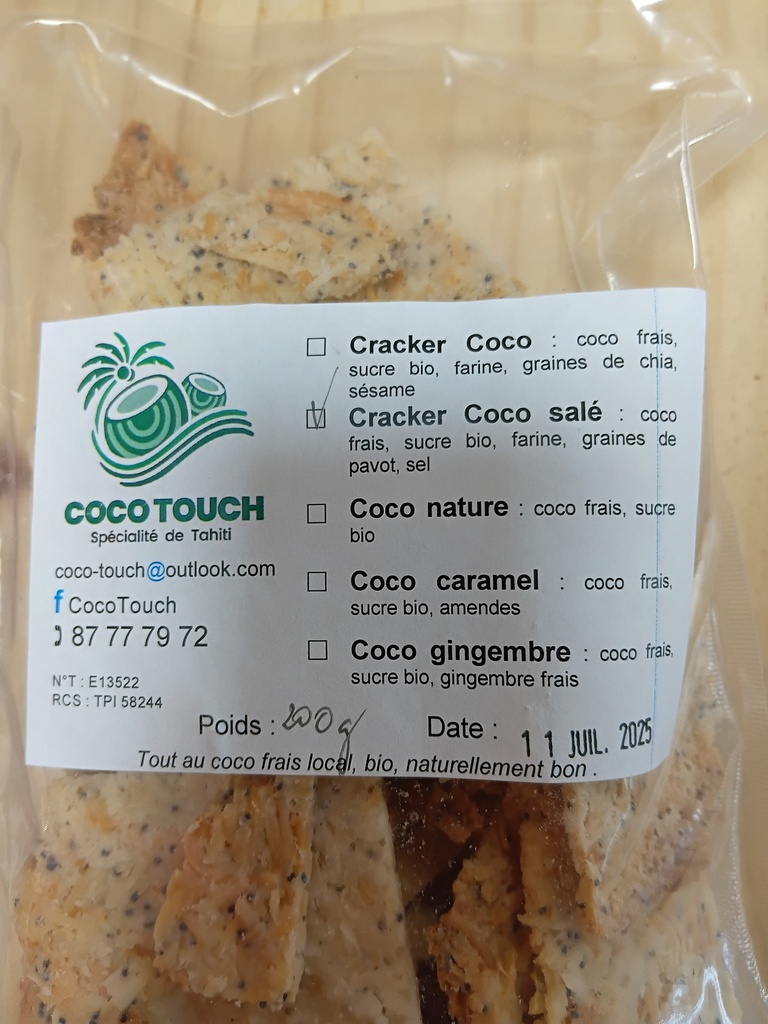 COCO TOUCH
Spécialité de Tahiti
coco-touch@outlook.com
f CocoTouch
87 77 79 72
N°T : E13522
RCS : TPI 58244
Cracker Coco : coco frais,
sucre bio, farine, graines de chia,
sésame
Cracker Coco salé : coco
frais, sucre bio, farine, graines de
pavot, sel
Coco nature : coco frais, sucre
bio
Coco caramel : coco frais,
sucre bio, amendes
Coco gingembre : coco frais,
sucre bio, gingembre frais
Poids : 200g Date : 11 JUIL. 2025
Tout au coco frais local, bio, naturellement bon .